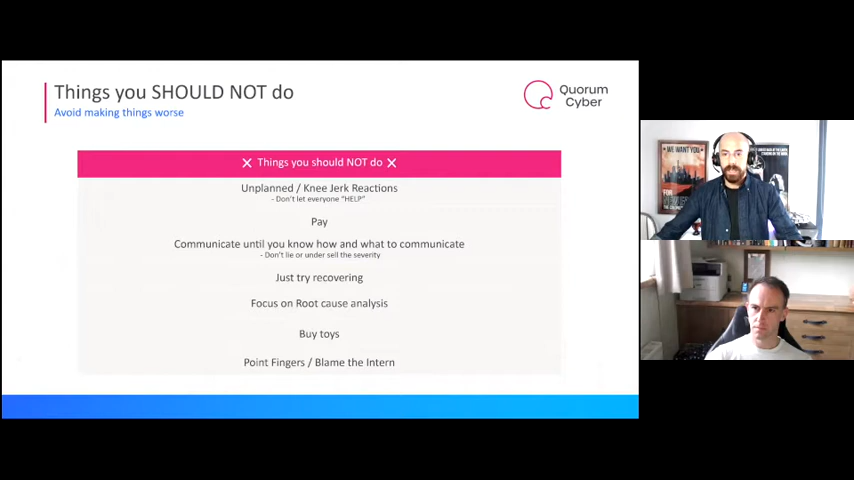 Things you SHOULD NOT do
Avoid making things worse
Quorum
Cyber
Things you should NOT do
Unplanned / Knee Jerk Reactions
- Don't let everyone "HELP"
Pay
Communicate until you know how and what to communicate
- Don't lie or under sell the severity
Just try recovering
Focus on Root cause analysis
Buy toys
Point Fingers / Blame the Intern
WE WANT YOU